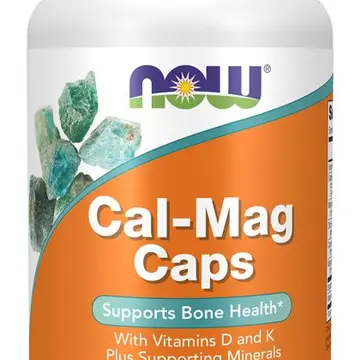 NOW
Cal-Mag
Caps
Supports Bone Health*
With Vitamins D and K
Plus Supporting Minerals